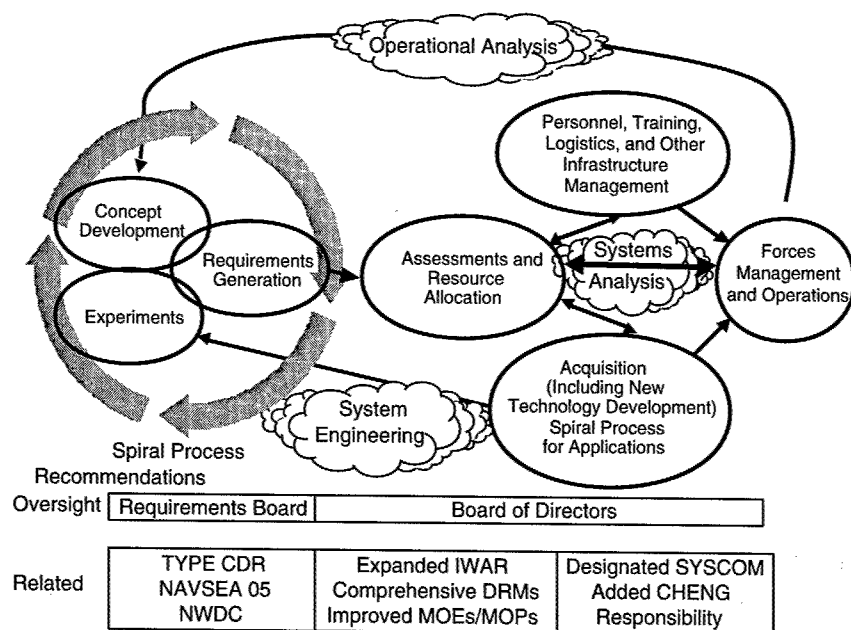 Operational Analysis
Personnel, Training,
Logistics, and Other
Infrastructure
Management
Concept
Development
Requirements
Generation
Experiments
Assessments and
Resource
Allocation
Systems
Analysis
Forces
Management
and Operations
Acquisition
(Including New
Technology Development)
Spiral Process
for Applications
System
Engineering
Spiral Process
Recommendations
Oversight
Requirements Board
Board of Directors
Related
TYPE CDR
NAVSEA 05
NWDC
Expanded IWAR
Comprehensive DRMs
Improved MOEs/MOPs
Designated SYSCOM
Added CHENG
Responsibility